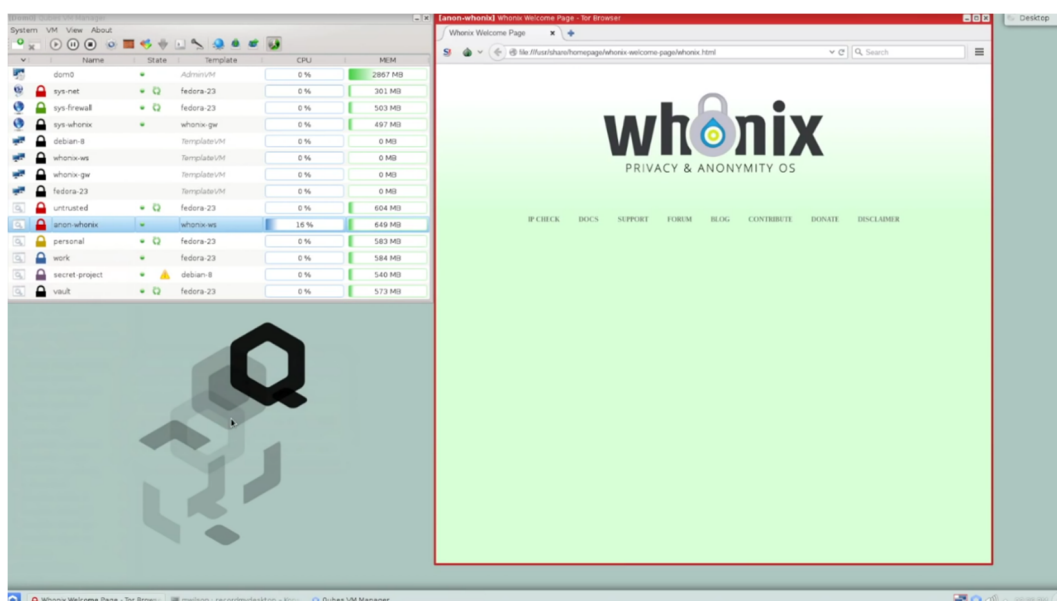 Qubes VM Manager
System VM View About
Name State Template CPU MEM
dom0 AdminVM 0 % 2867 MB
sys-net fedora-23 0 % 301 MB
sys-firewall fedora-23 0 % 503 MB
sys-whonix whonix-gw 0 % 497 MB
debian-8 TemplateVM 0 % 0 MB
whonix-ws TemplateVM 0 % 0 MB
whonix-gw TemplateVM 0 % 0 MB
fedora-23 TemplateVM 0 % 0 MB
untrusted fedora-23 0 % 604 MB
anon-whonix whonix-ws 16 % 649 MB
personal fedora-23 0 % 583 MB
work fedora-23 0 % 584 MB
secret-project debian-8 0 % 540 MB
vault fedora-23 0 % 573 MB
[anon-whonix] Whonix Welcome Page - Tor Browser
Whonix Welcome Page
file:///usr/share/homepage/whonix-welcome-page/whonix.html
Search
whonix
PRIVACY & ANONYMITY OS
IP CHECK DOCS SUPPORT FORUM BLOG CONTRIBUTE DONATE DISCLAIMER
Desktop
Whonix Welcome Page - Tor Brows
recordmydesktop
Qubes VM Manager